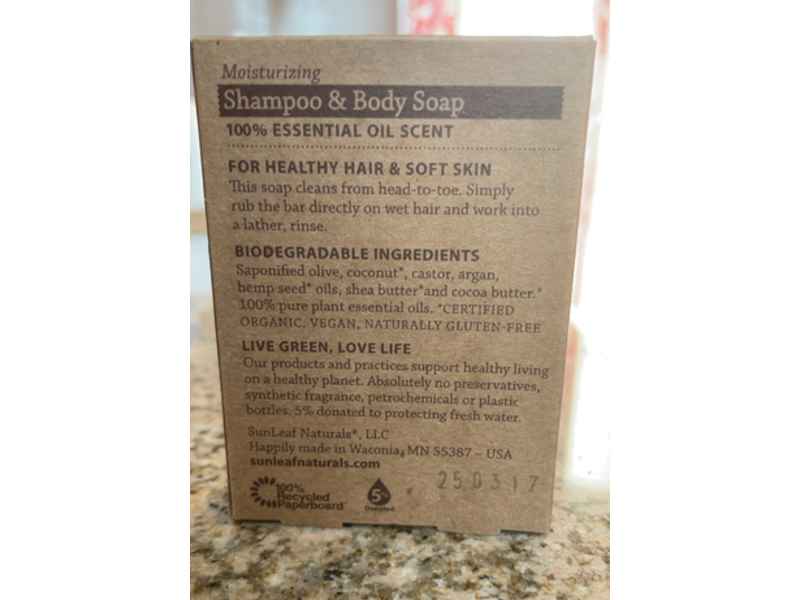 Moisturizing
Shampoo & Body Soap
100% ESSENTIAL OIL SCENT
FOR HEALTHY HAIR & SOFT SKIN
This soap cleans from head-to-toe. Simply
rub the bar directly on wet hair and work into
a lather, rinse.
BIODEGRADABLE INGREDIENTS
Saponified olive, coconut*, castor, argan,
hemp seed* oils, shea butter*and cocoa butter.*
100% pure plant essential oils. *CERTIFIED
ORGANIC, VEGAN, NATURALLY GLUTEN-FREE
LIVE GREEN, LOVE LIFE
Our products and practices support healthy living
on a healthy planet. Absolutely no preservatives,
synthetic fragrance, petrochemicals or plastic
bottles. 5% donated to protecting fresh water.
SunLeaf Naturals®, LLC
Happily made in Waconia, MN 55387 – USA
sunleafnaturals.com
100%
Recycled
Paperboard
5%
Donated
250317